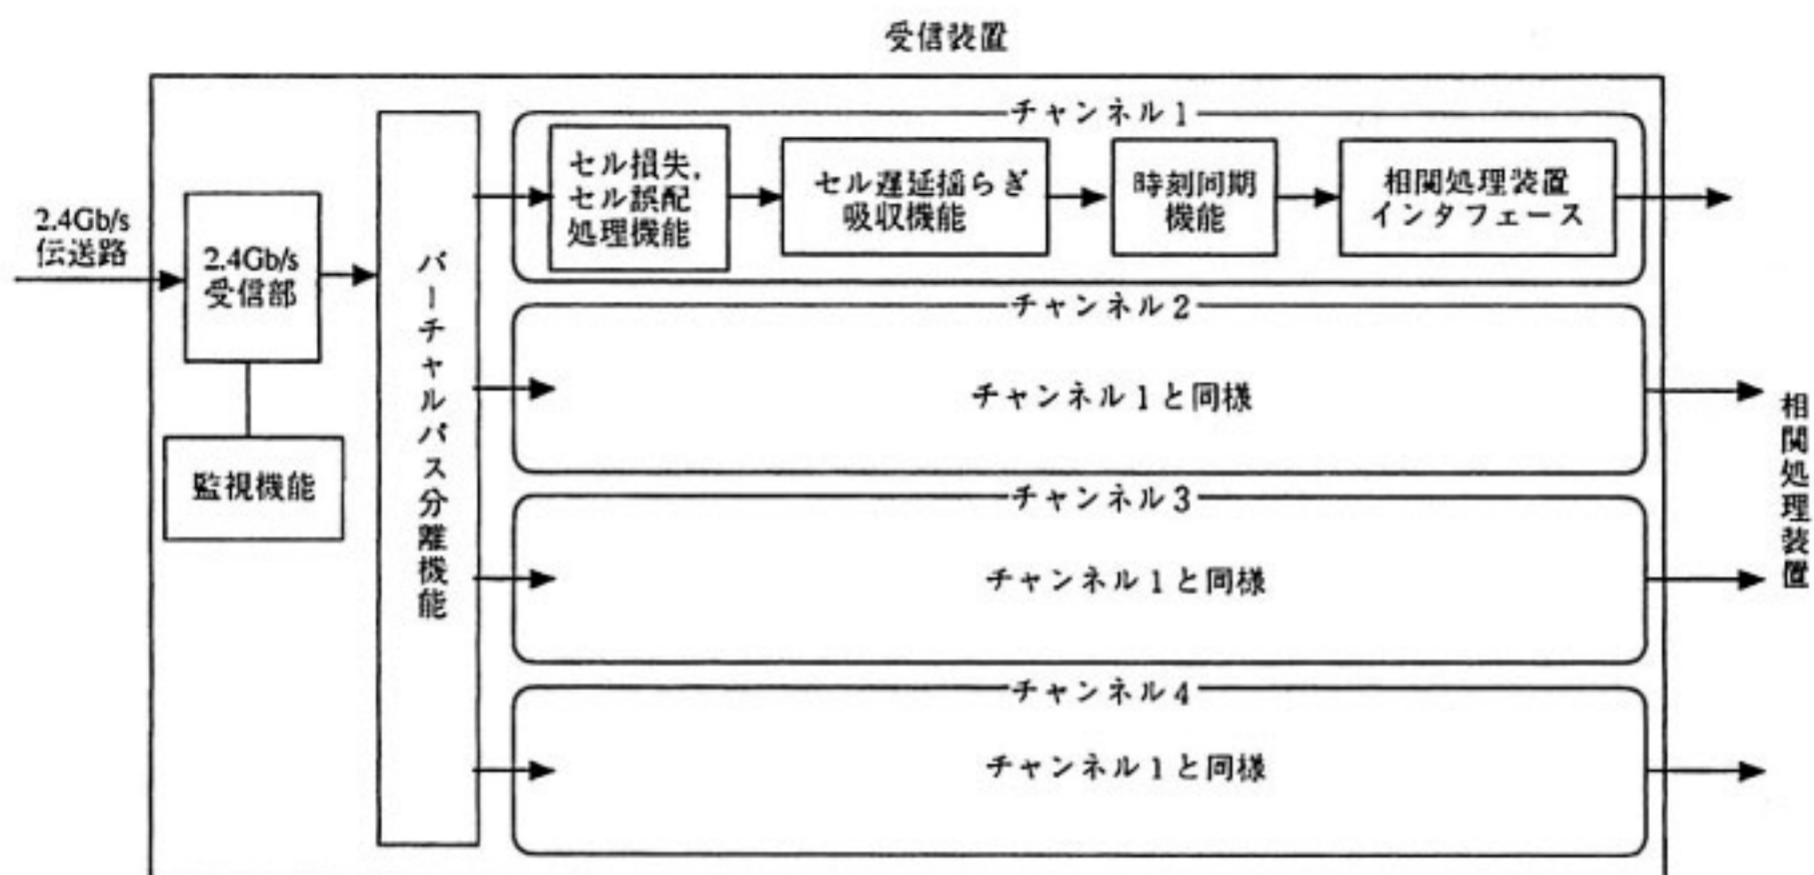 受信装置
2.4Gb/s
伝送路
2.4Gb/s
受信部
監視機能
バーチャルパス分離機能
チャンネル1
セル損失,
セル誤配
処理機能
セル遅延揺らぎ
吸収機能
時刻同期
機能
相関処理装置
インタフェース
チャンネル2
チャンネル1と同様
チャンネル3
チャンネル1と同様
チャンネル4
チャンネル1と同様
相関処理装置